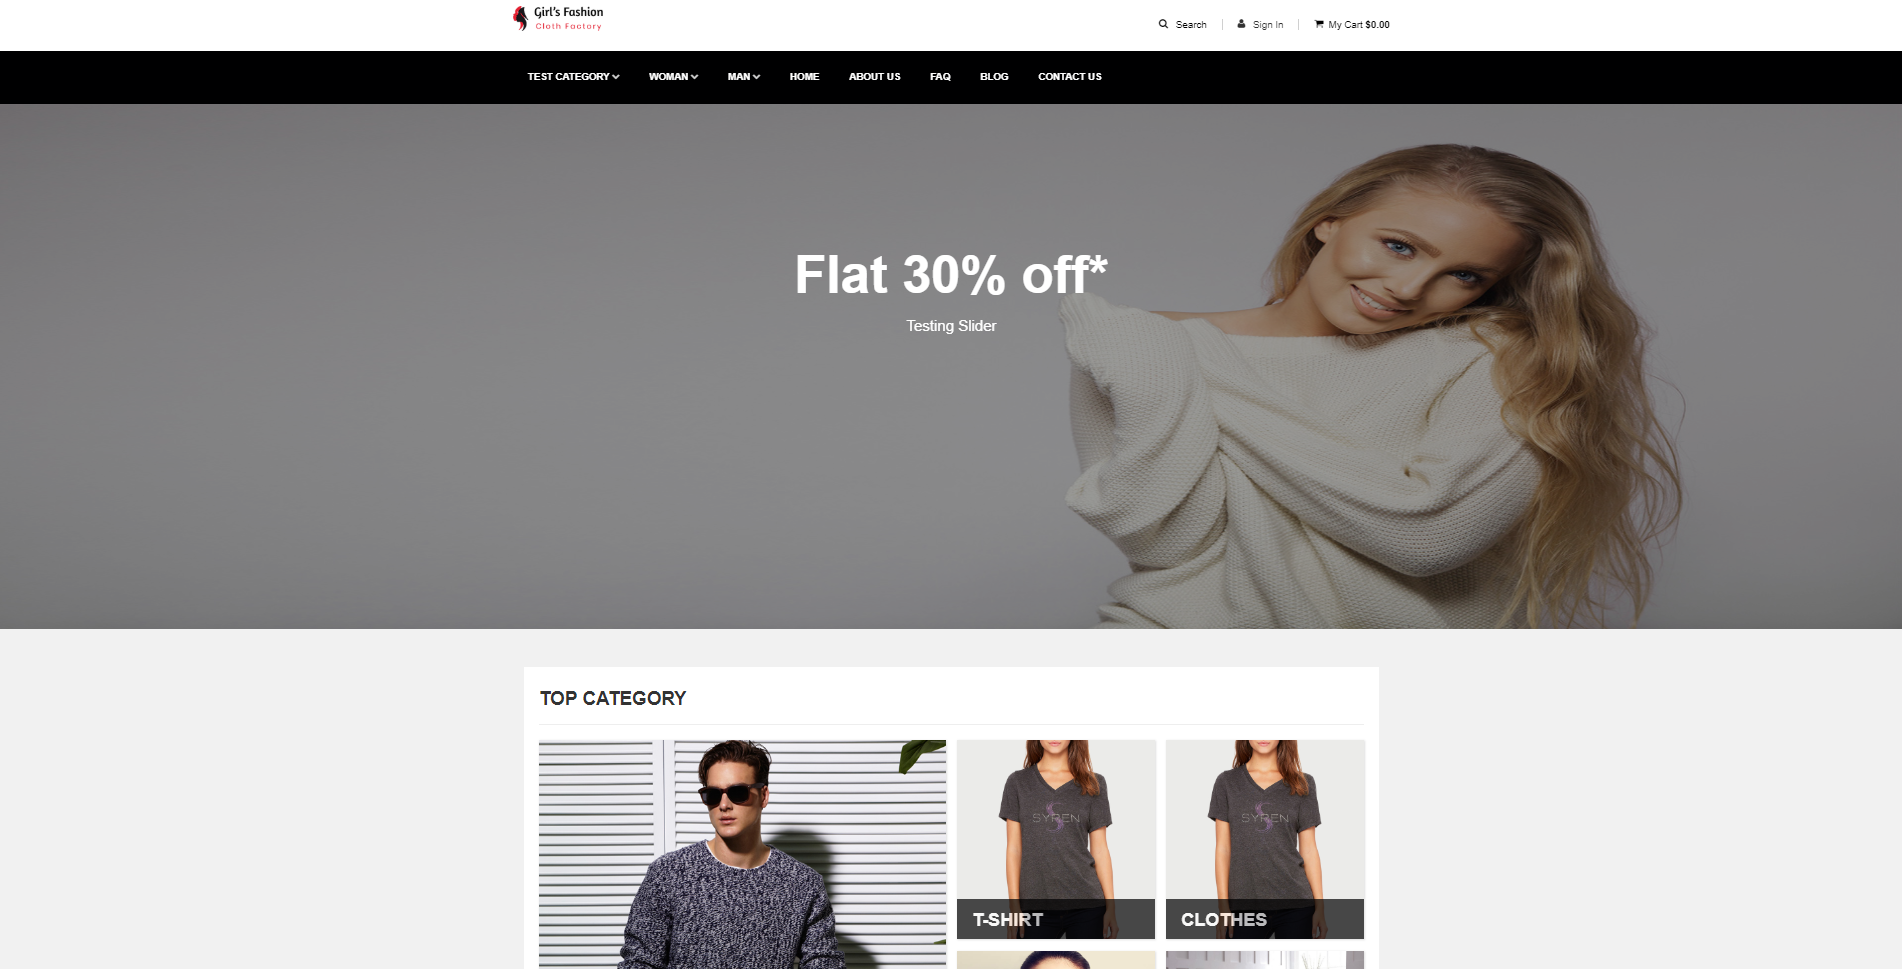 Girl's Fashion
Cloth Factory
Search
Sign In
My Cart $0.00
TEST CATEGORY
WOMAN
MAN
HOME
ABOUT US
FAQ
BLOG
CONTACT US
Flat 30% off*
Testing Slider
TOP CATEGORY
SYREN
SYREN
T-SHIRT
CLOTHES